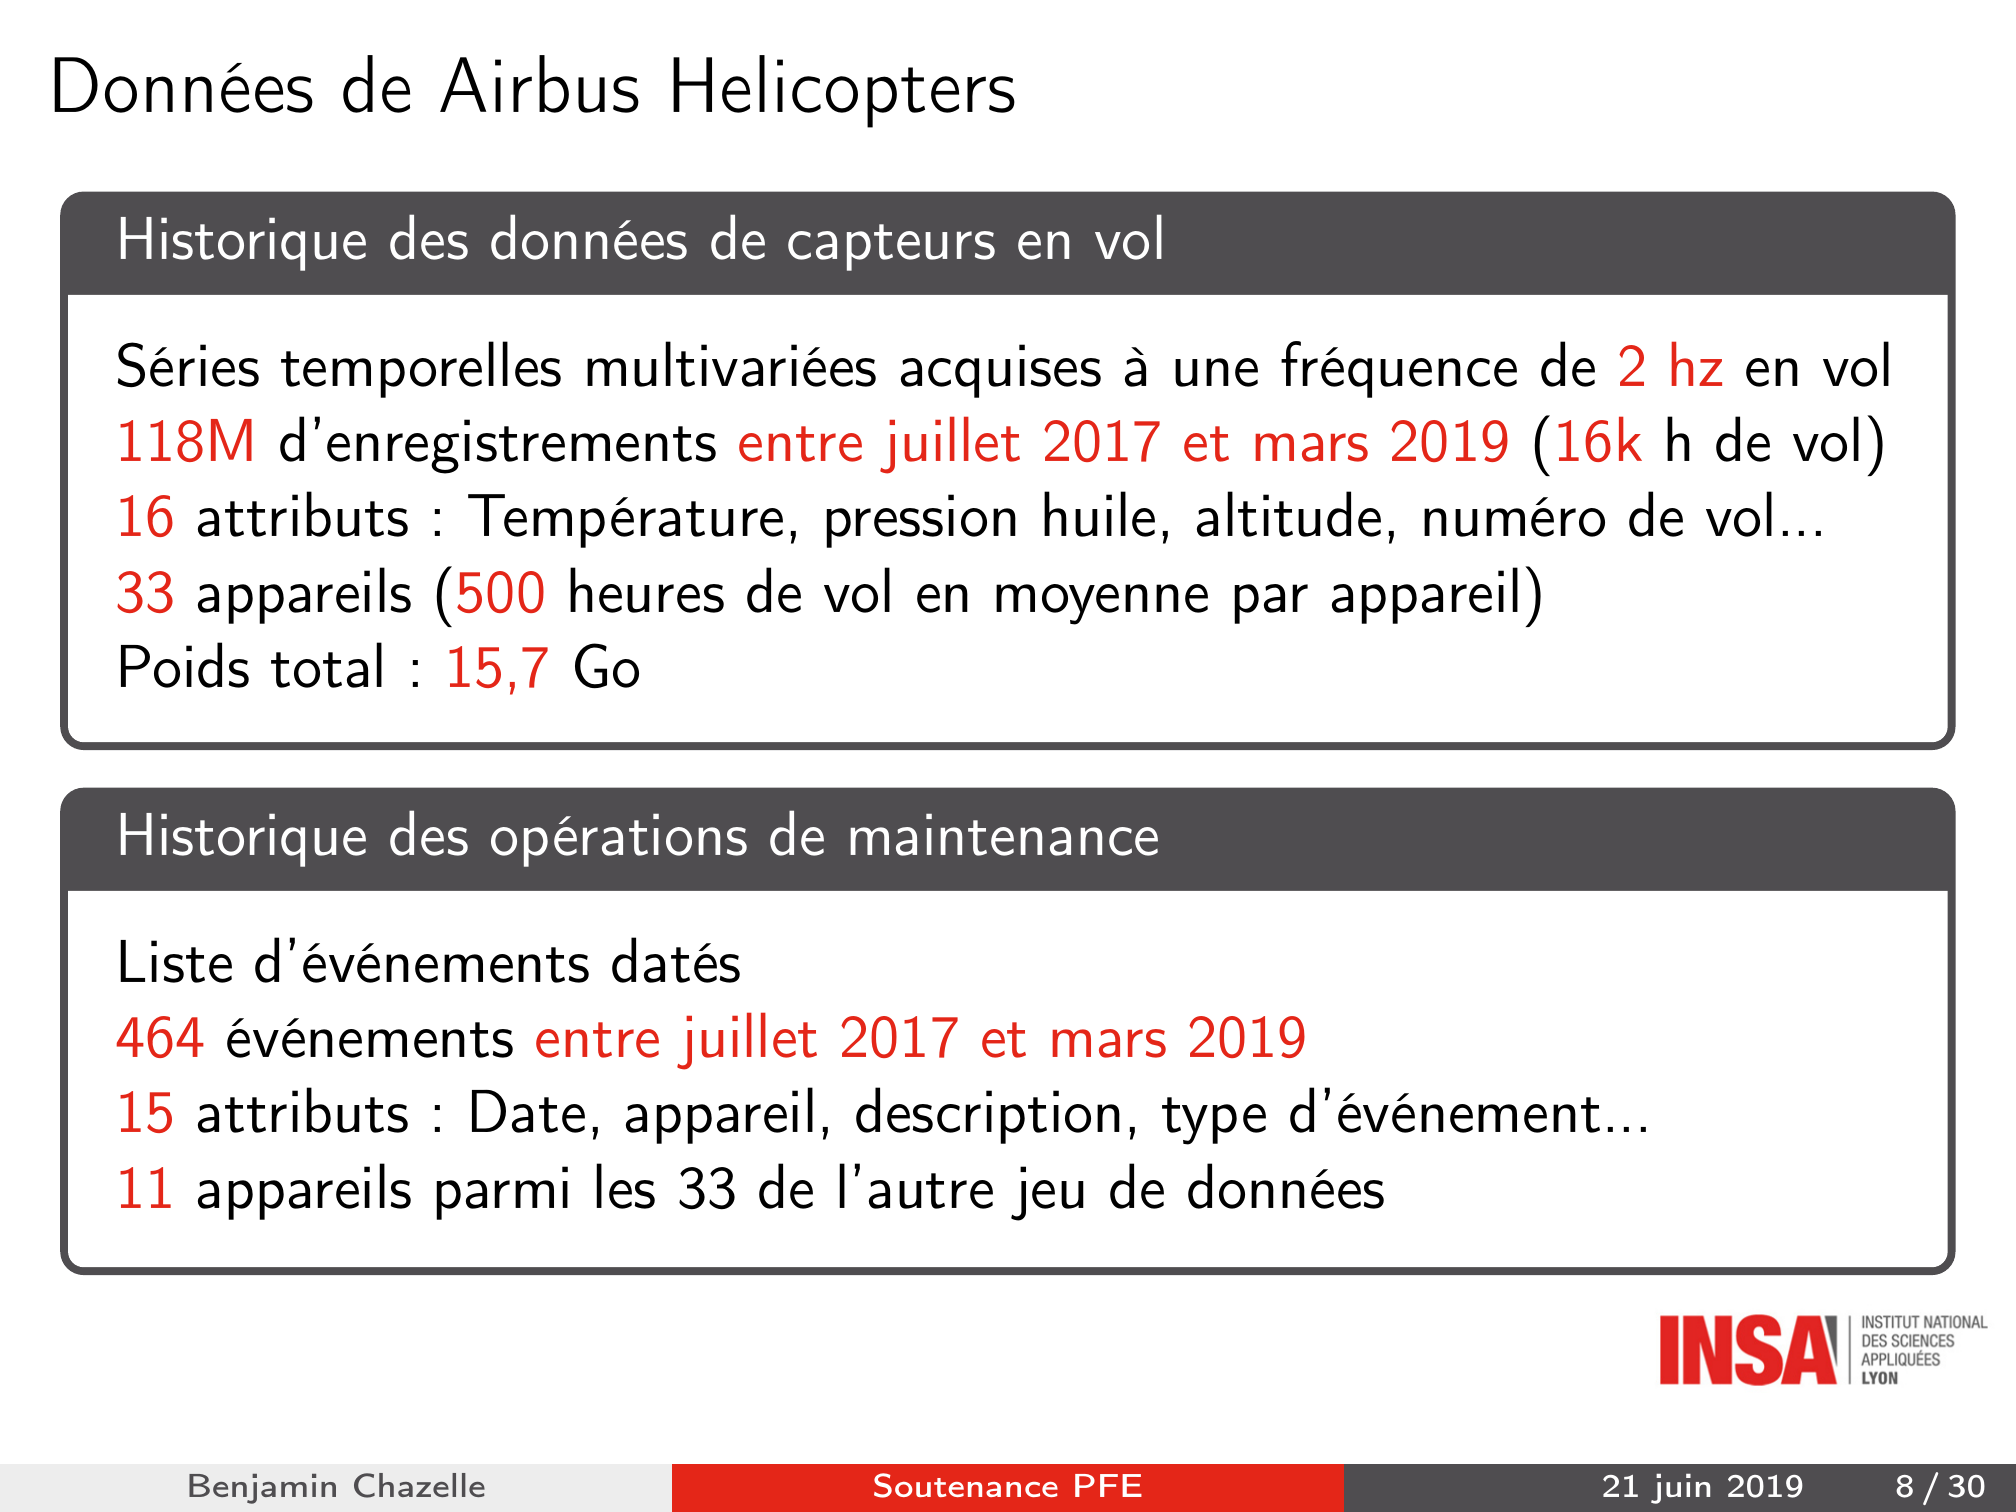 Données de Airbus Helicopters
Historique des données de capteurs en vol
Séries temporelles multivariées acquises à une fréquence de 2 hz en vol
118M d'enregistrements entre juillet 2017 et mars 2019 (16k h de vol)
16 attributs : Température, pression huile, altitude, numéro de vol...
33 appareils (500 heures de vol en moyenne par appareil)
Poids total : 15,7 Go
Historique des opérations de maintenance
Liste d'événements datés
464 événements entre juillet 2017 et mars 2019
15 attributs : Date, appareil, description, type d'événement...
11 appareils parmi les 33 de l'autre jeu de données
INSA
INSTITUT NATIONAL
DES SCIENCES
APPLIQUÉES
LYON
Benjamin Chazelle Soutenance PFE 21 juin 2019 8 / 30